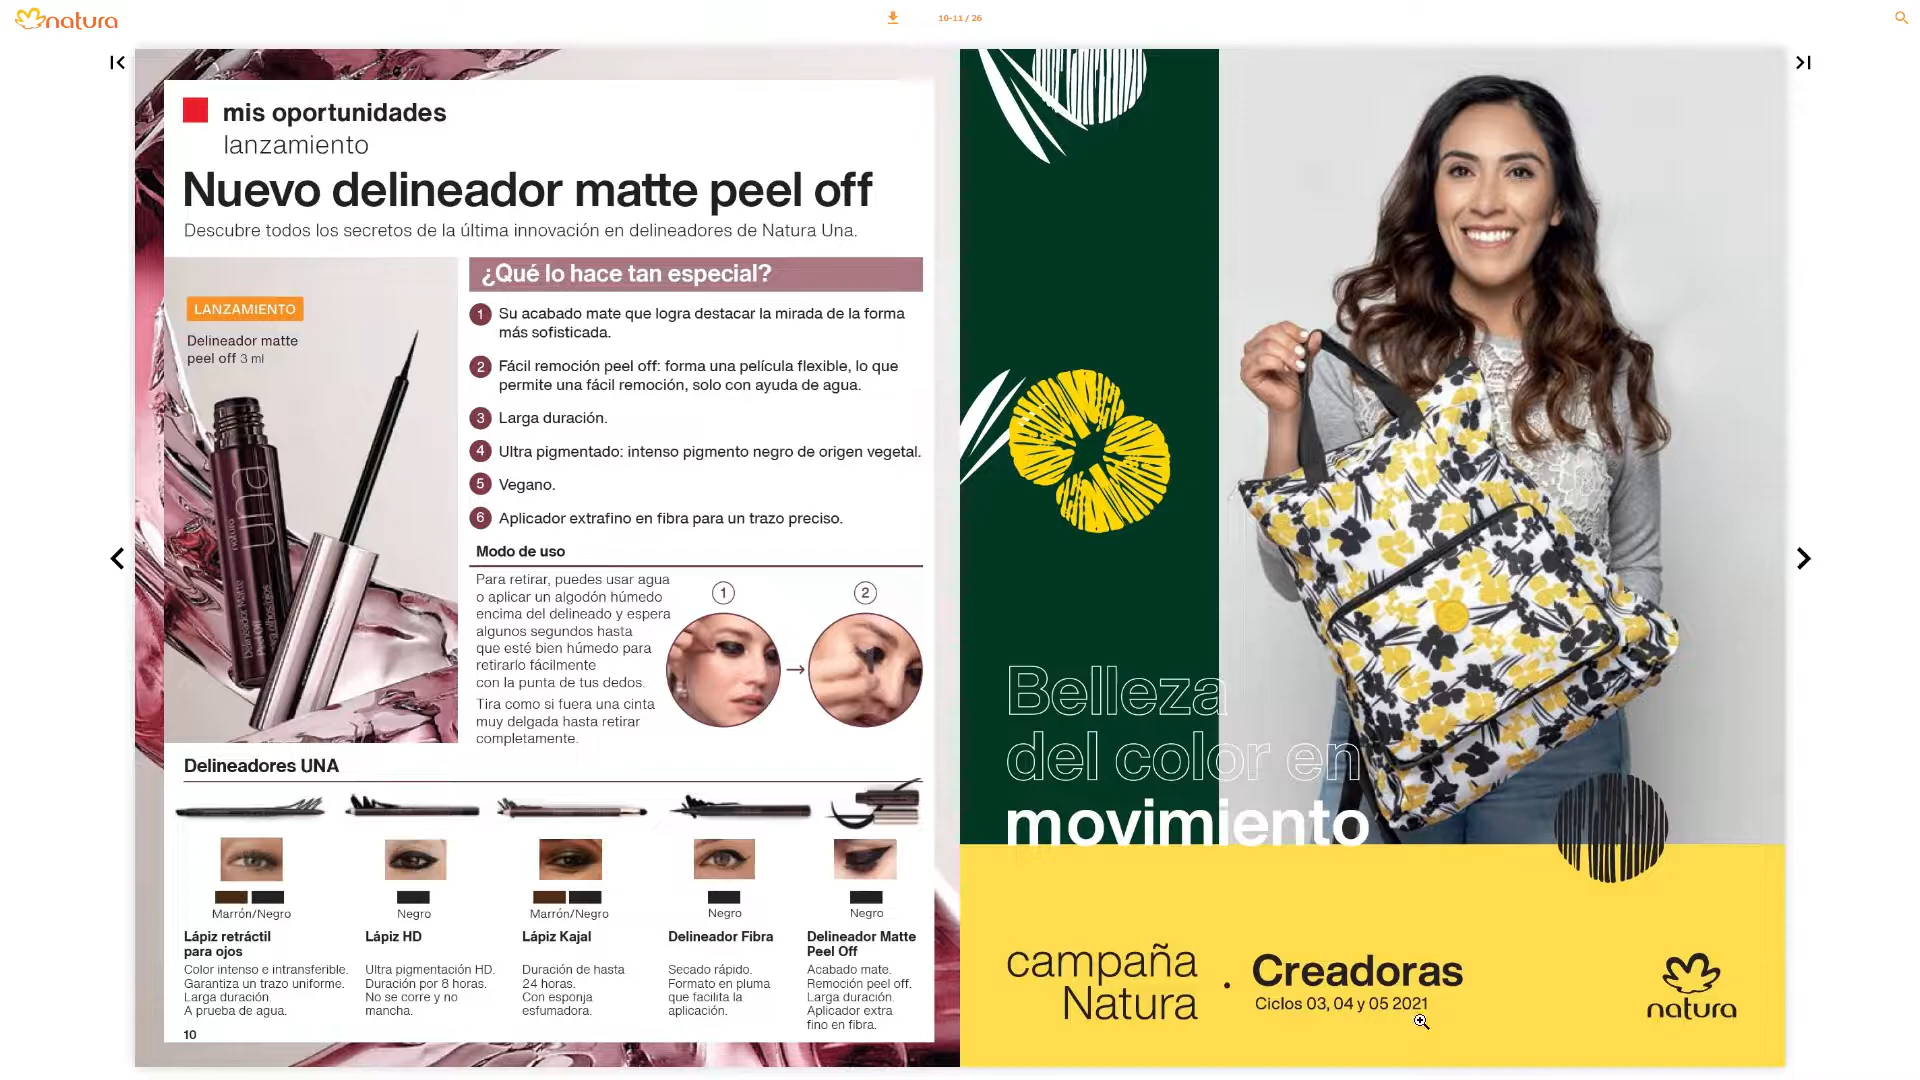 natura
10-11 / 26
mis oportunidades
lanzamiento
Nuevo delineador matte peel off
Descubre todos los secretos de la última innovación en delineadores de Natura Una.
LANZAMIENTO
Delineador matte
peel off 3 ml
una
natura
Delineador Matte
Peel Off
¿Qué lo hace tan especial?
1 Su acabado mate que logra destacar la mirada de la forma
más sofisticada.
2 Fácil remoción peel off: forma una película flexible, lo que
permite una fácil remoción, solo con ayuda de agua.
3 Larga duración.
4 Ultra pigmentado: intenso pigmento negro de origen vegetal.
5 Vegano.
6 Aplicador extrafino en fibra para un trazo preciso.
Modo de uso
Para retirar, puedes usar agua
o aplicar un algodón húmedo
encima del delineado y espera
algunos segundos hasta
que esté bien húmedo para
retirarlo fácilmente
con la punta de tus dedos.
Tira como si fuera una cinta
muy delgada hasta retirar
completamente.
1
2
Delineadores UNA
Marrón/Negro
Lápiz retráctil
para ojos
Color intenso e intransferible.
Garantiza un trazo uniforme.
Larga duración
A prueba de agua.
Negro
Lápiz HD
Ultra pigmentación HD.
Duración por 8 horas.
No se corre y no
mancha.
Marrón/Negro
Lápiz Kajal
Duración de hasta
24 horas.
Con esponja
esfumadora.
Negro
Delineador Fibra
Secado rápido.
Formato en pluma
que facilita la
aplicación.
Negro
Delineador Matte
Peel Off
Acabado mate.
Remoción peel off.
Larga duración.
Aplicador extra
fino en fibra.
10
Belleza
del color en
movimiento
campaña
Natura
· Creadoras
Ciclos 03, 04 y 05 2021
natura